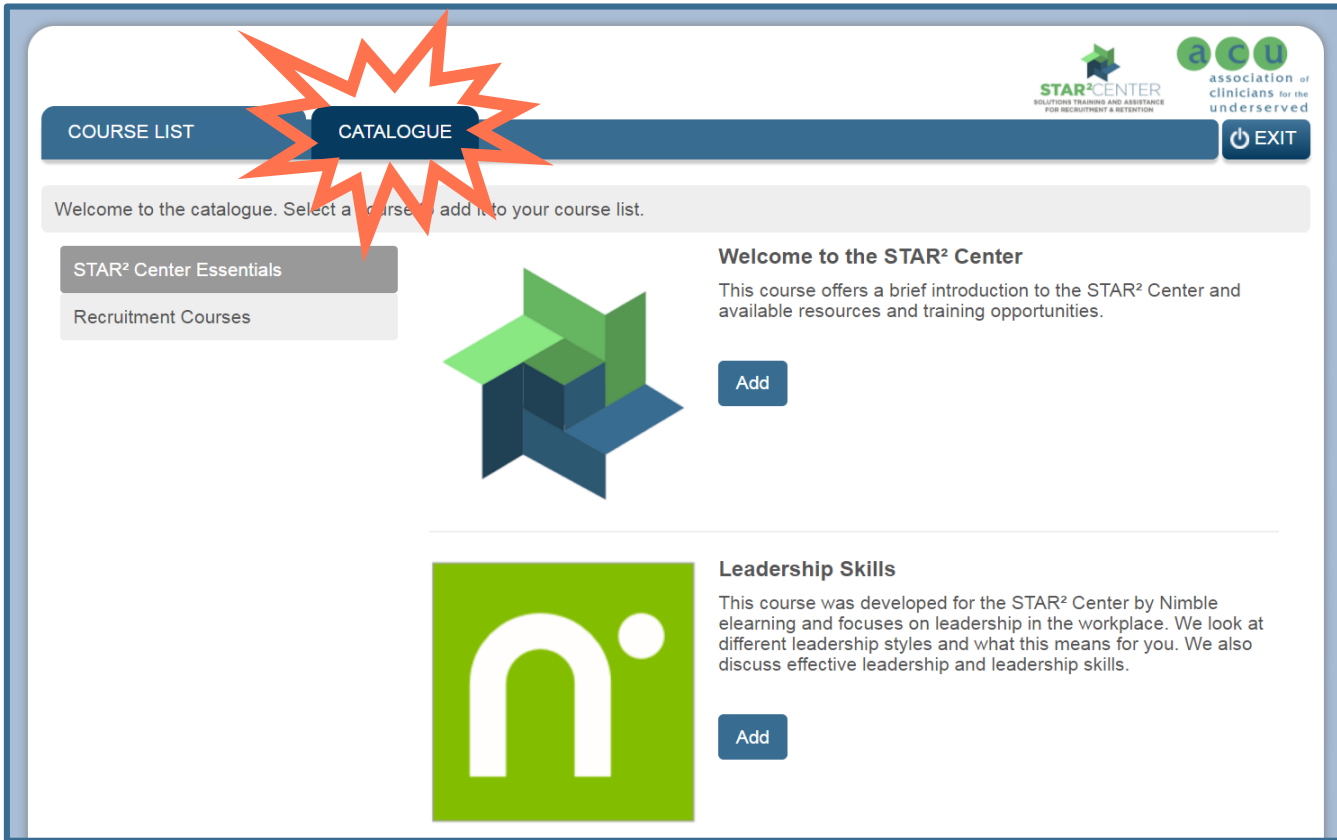 STAR²CENTER
SOLUTIONS TRAINING AND ASSISTANCE
FOR RECRUITMENT & RETENTION
acu
association of
clinicians for the
underserved
COURSE LIST
CATALOGUE
EXIT
Welcome to the catalogue. Select a course to add it to your course list.
STAR² Center Essentials
Recruitment Courses
Welcome to the STAR² Center
This course offers a brief introduction to the STAR² Center and
available resources and training opportunities.
Add
n
Leadership Skills
This course was developed for the STAR² Center by Nimble
elearning and focuses on leadership in the workplace. We look at
different leadership styles and what this means for you. We also
discuss effective leadership and leadership skills.
Add